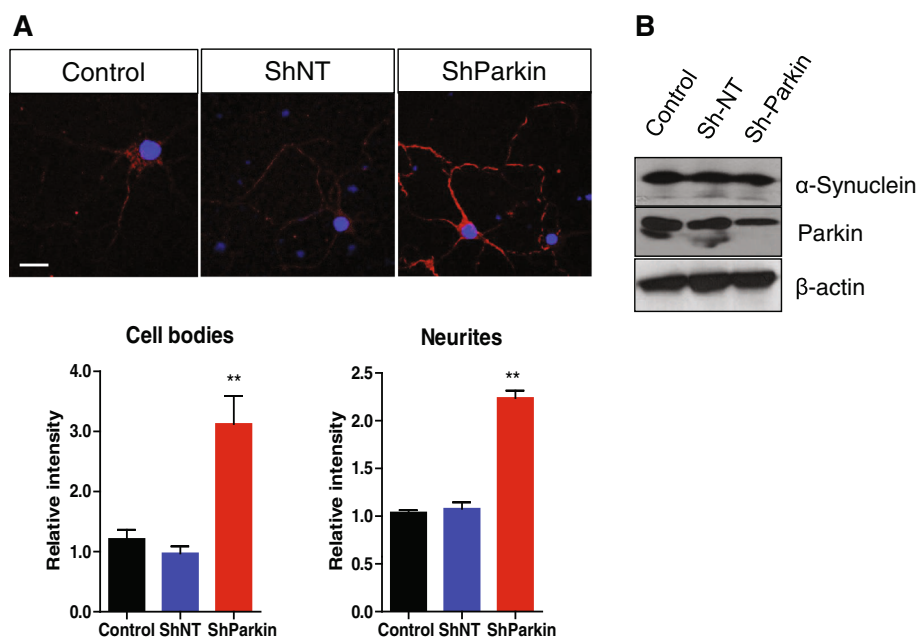 A
Control ShNT ShParkin
B
Control Sh-NT Sh-Parkin
α-Synuclein
Parkin
β-actin
Cell bodies
Relative intensity
4.0
3.0
2.0
1.0
0.0
**
Control ShNT ShParkin
Neurites
Relative intensity
2.5
2.0
1.5
1.0
0.5
0.0
**
Control ShNT ShParkin